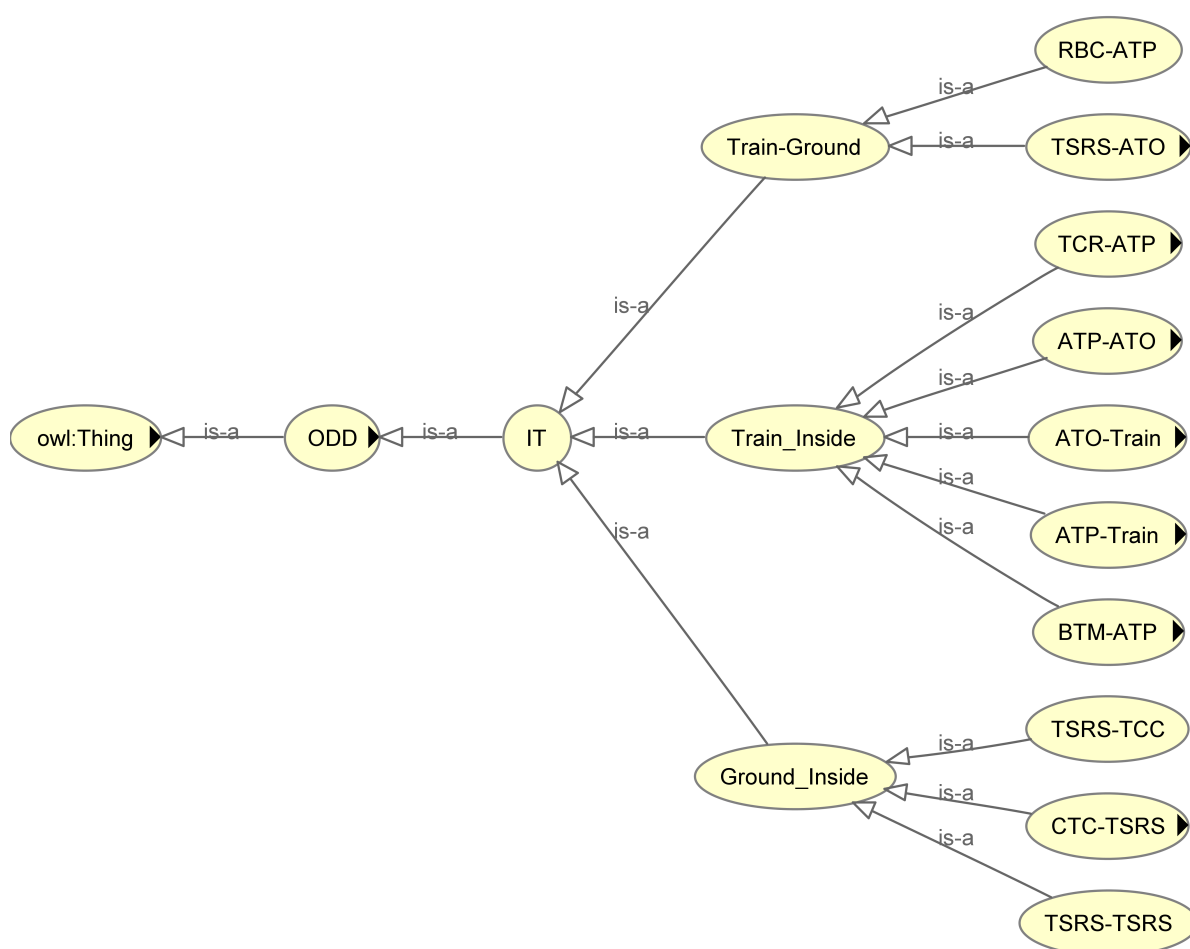 RBC-ATP
is-a
Train-Ground
is-a
TSRS-ATO
TCR-ATP
is-a
is-a
ATP-ATO
is-a
owl:Thing
is-a
ODD
is-a
IT
is-a
Train_Inside
is-a
ATO-Train
is-a
ATP-Train
is-a
is-a
BTM-ATP
TSRS-TCC
is-a
Ground_Inside
is-a
CTC-TSRS
is-a
TSRS-TSRS